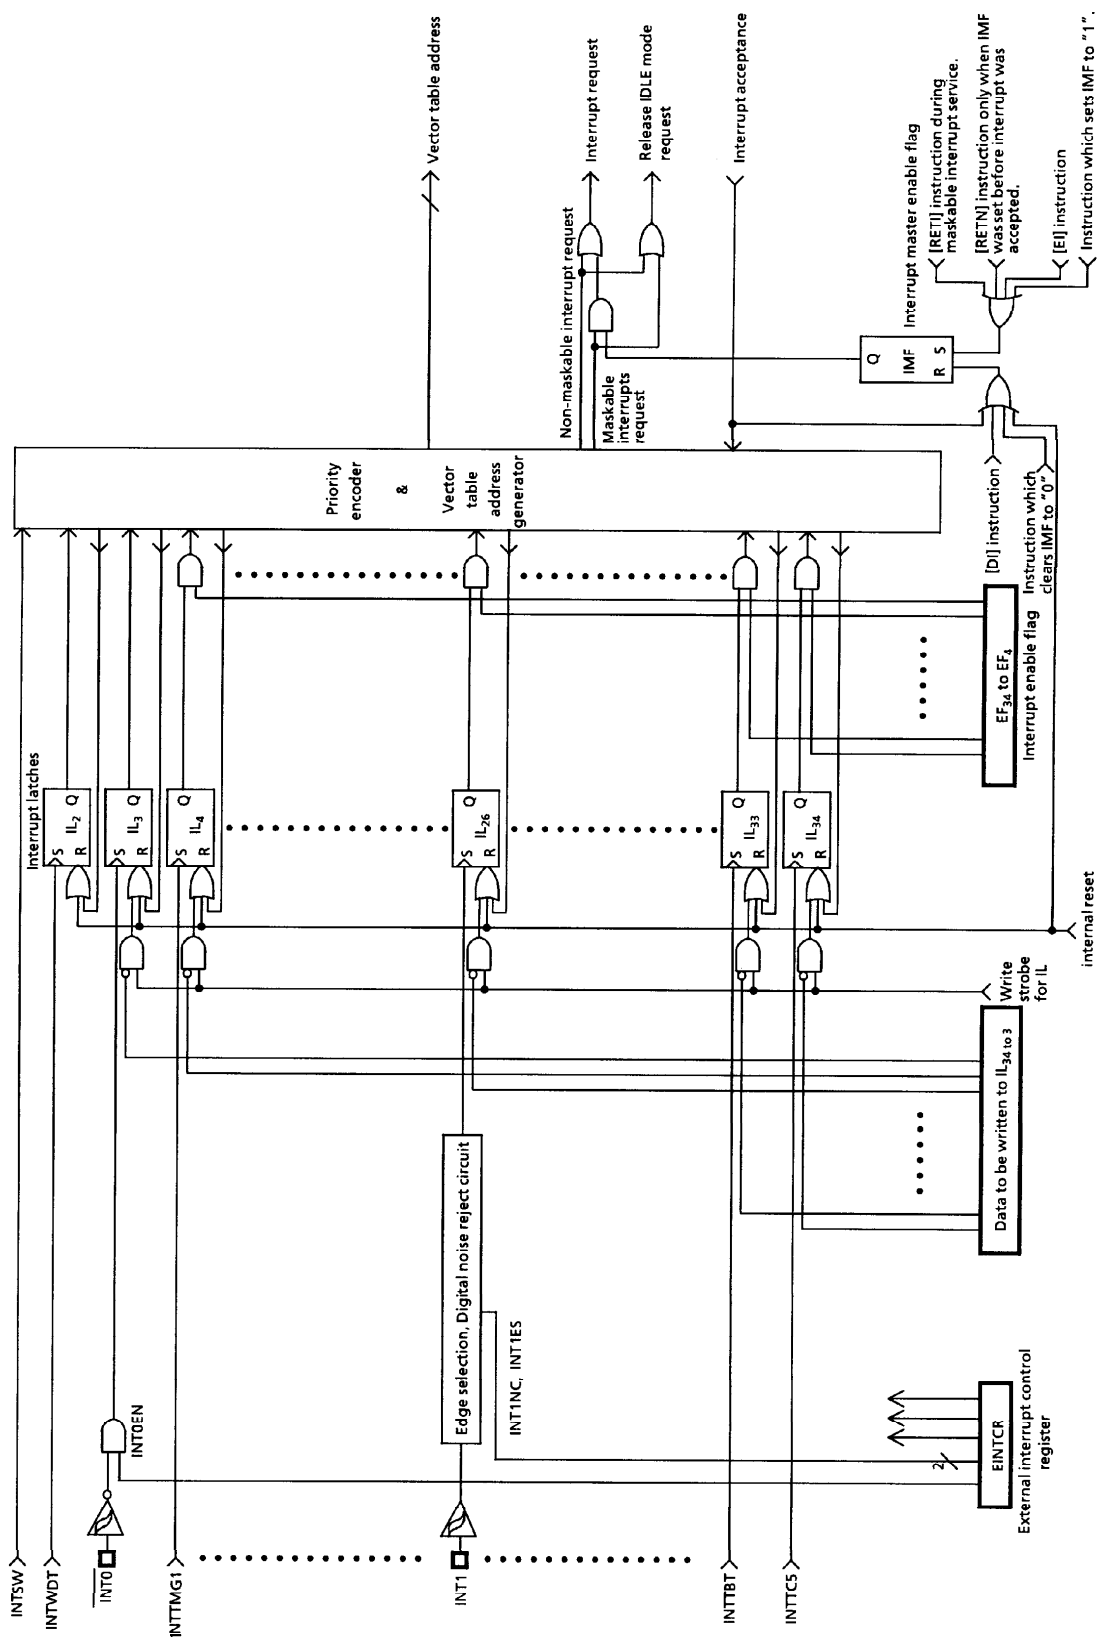 INTSW
INTWDT
INT0
INTTMG1
INT1
INTTBT
INTTC5
INT0EN
Edge selection, Digital noise reject circuit
INT1NC, INT1ES
2
EINTCR
External interrupt control
register
Data to be written to IL34 to 3
Write
strobe
for IL
internal reset
Interrupt latches
S
IL2
Q
R
S
IL3
Q
R
S
IL4
Q
R
S
IL26
Q
R
S
IL33
Q
R
S
IL34
Q
R
EF34 to EF4
Interrupt enable flag
Priority
encoder
&
Vector
table
address
generator
Vector table address
Non-maskable interrupt request
Maskable
interrupts
request
Interrupt request
Release IDLE mode
request
Interrupt acceptance
[DI] instruction
Instruction which
clears IMF to "0"
Q
IMF
R S
Interrupt master enable flag
[RETI] instruction during
maskable interrupt service.
[RETN] instruction only when IMF
was set before interrupt was
accepted.
[EI] instruction
Instruction which sets IMF to "1".